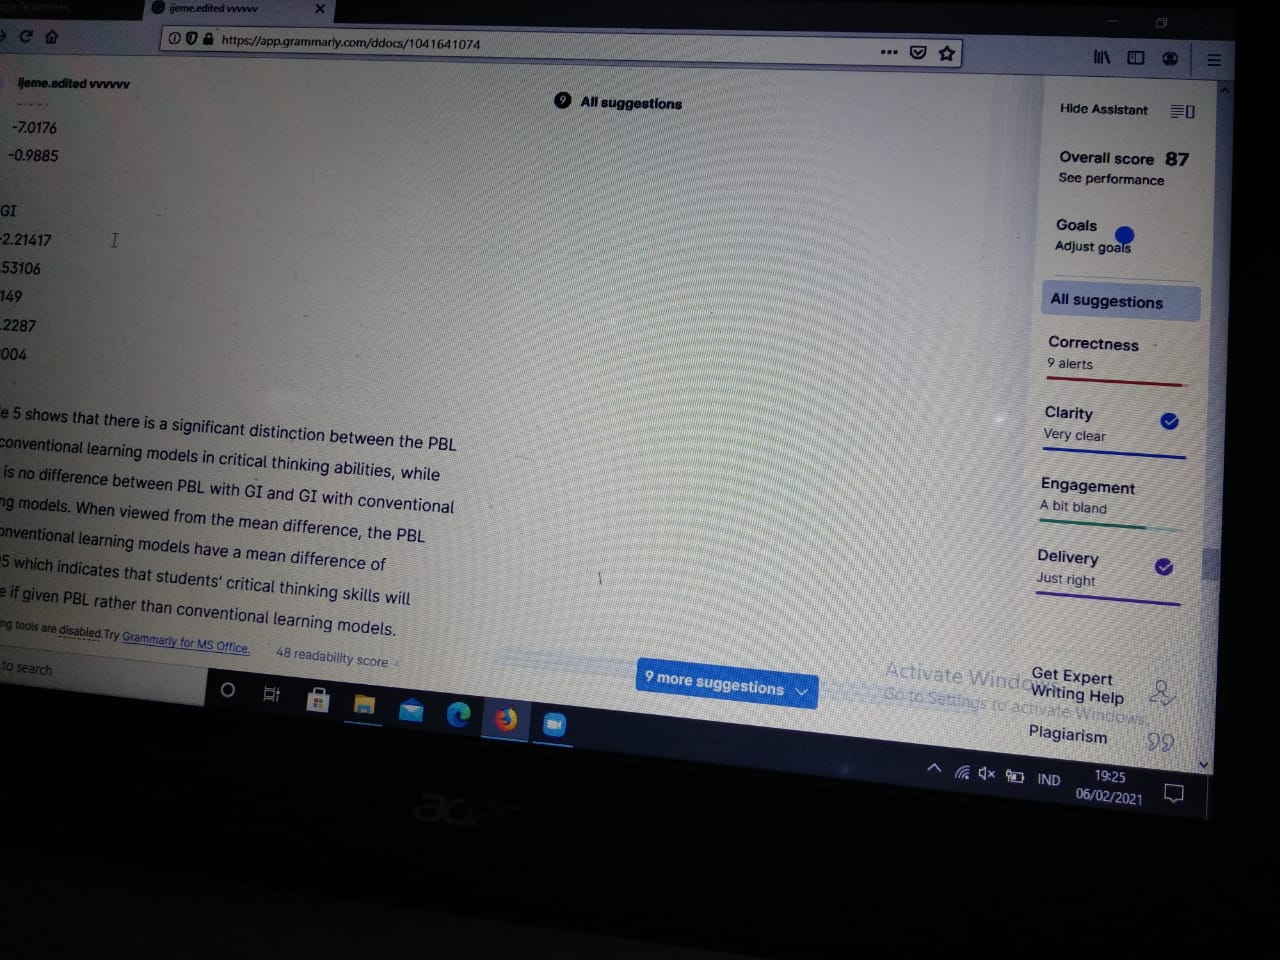 ijeme.edited vvvvvv
https://app.grammarly.com/ddocs/1041641074
ijeme.edited vvvvvv
9 All suggestions
Hide Assistant
-7.0176
-0.9885
Overall score 87
See performance
GI
-2.21417
.53106
149
.2287
004
Goals
Adjust goals
All suggestions
Correctness
9 alerts
Clarity
Very clear
Engagement
A bit bland
Delivery
Just right
e 5 shows that there is a significant distinction between the PBL
conventional learning models in critical thinking abilities, while
is no difference between PBL with GI and GI with conventional
ng models. When viewed from the mean difference, the PBL
onventional learning models have a mean difference of
5 which indicates that students' critical thinking skills will
e if given PBL rather than conventional learning models.
ng tools are disabled. Try Grammarly for MS Office.
48 readability score
9 more suggestions
Activate Windows
Go to Settings to activate Windows.
Get Expert
Writing Help
Plagiarism
to search
IND
19:25
06/02/2021
acer